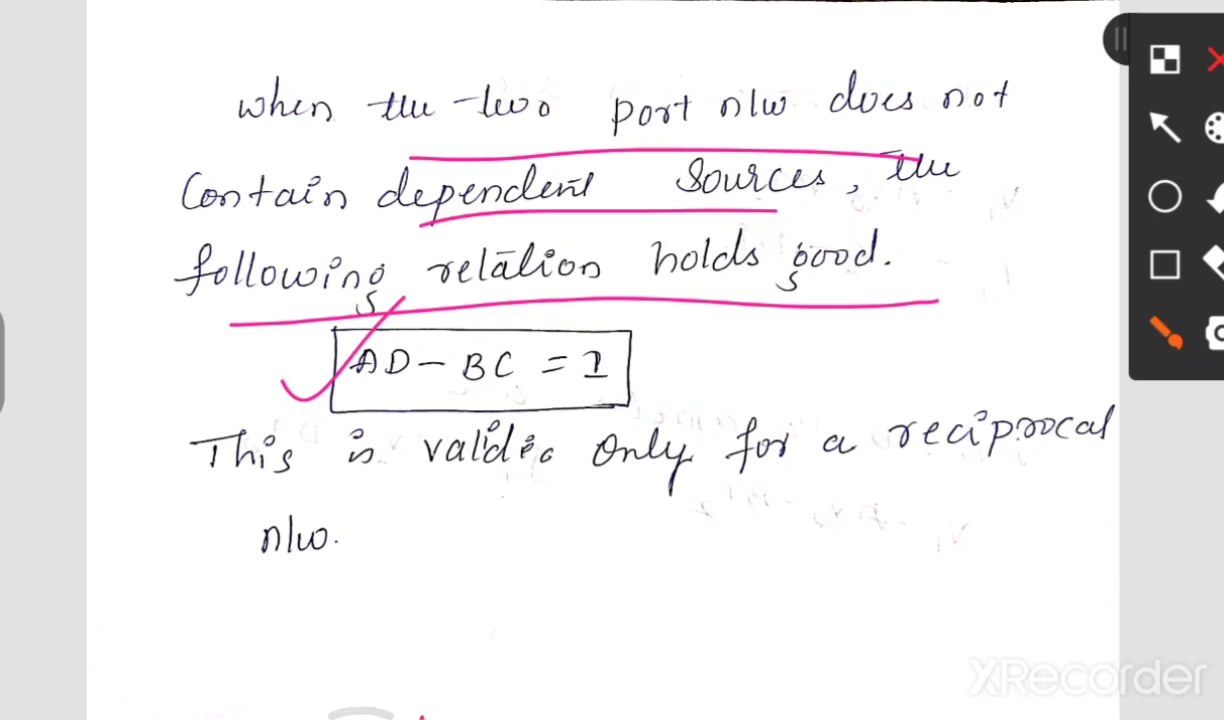 when the two port n/w does not
Contain dependent Sources, the
following relation holds good.
AD - BC = 1
This is valid only for a reciprocal
n/w.
XRecorder